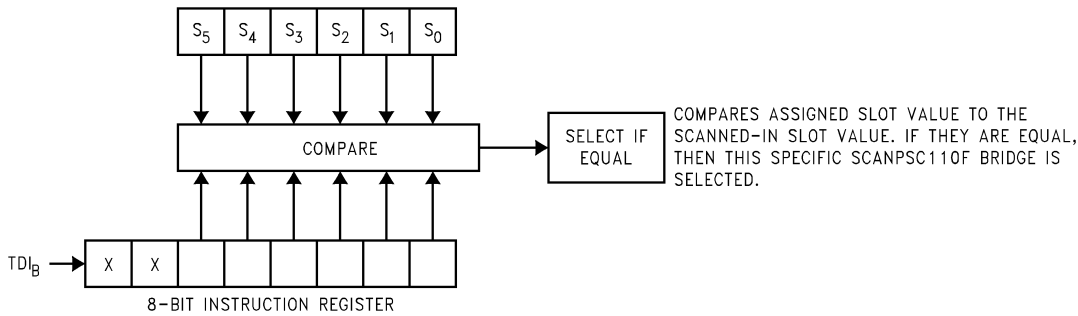 S5 S4 S3 S2 S1 S0
COMPARE
SELECT IF
EQUAL
COMPARES ASSIGNED SLOT VALUE TO THE
SCANNED-IN SLOT VALUE. IF THEY ARE EQUAL,
THEN THIS SPECIFIC SCANPSC110F BRIDGE IS
SELECTED.
TDIB
X X
8-BIT INSTRUCTION REGISTER